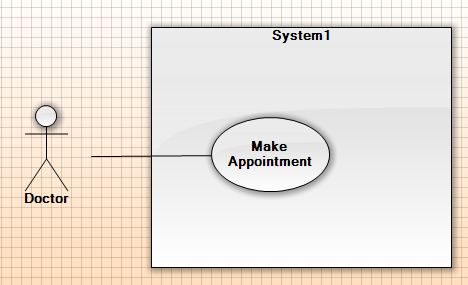 System1
Make
Appointment
Doctor